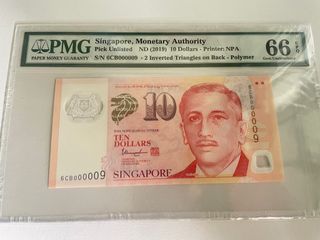 PMG
PAPER MONEY GUARANTY
Singapore, Monetary Authority
Pick Unlisted ND (2019) 10 Dollars - Printer: NPA
S/N 6CB000009 - 2 Inverted Triangles on Back - Polymer
66 EPQ
Gem Uncirculated
10
TEN
DOLLARS
SINGAPORE
6CB000009
6CB000009